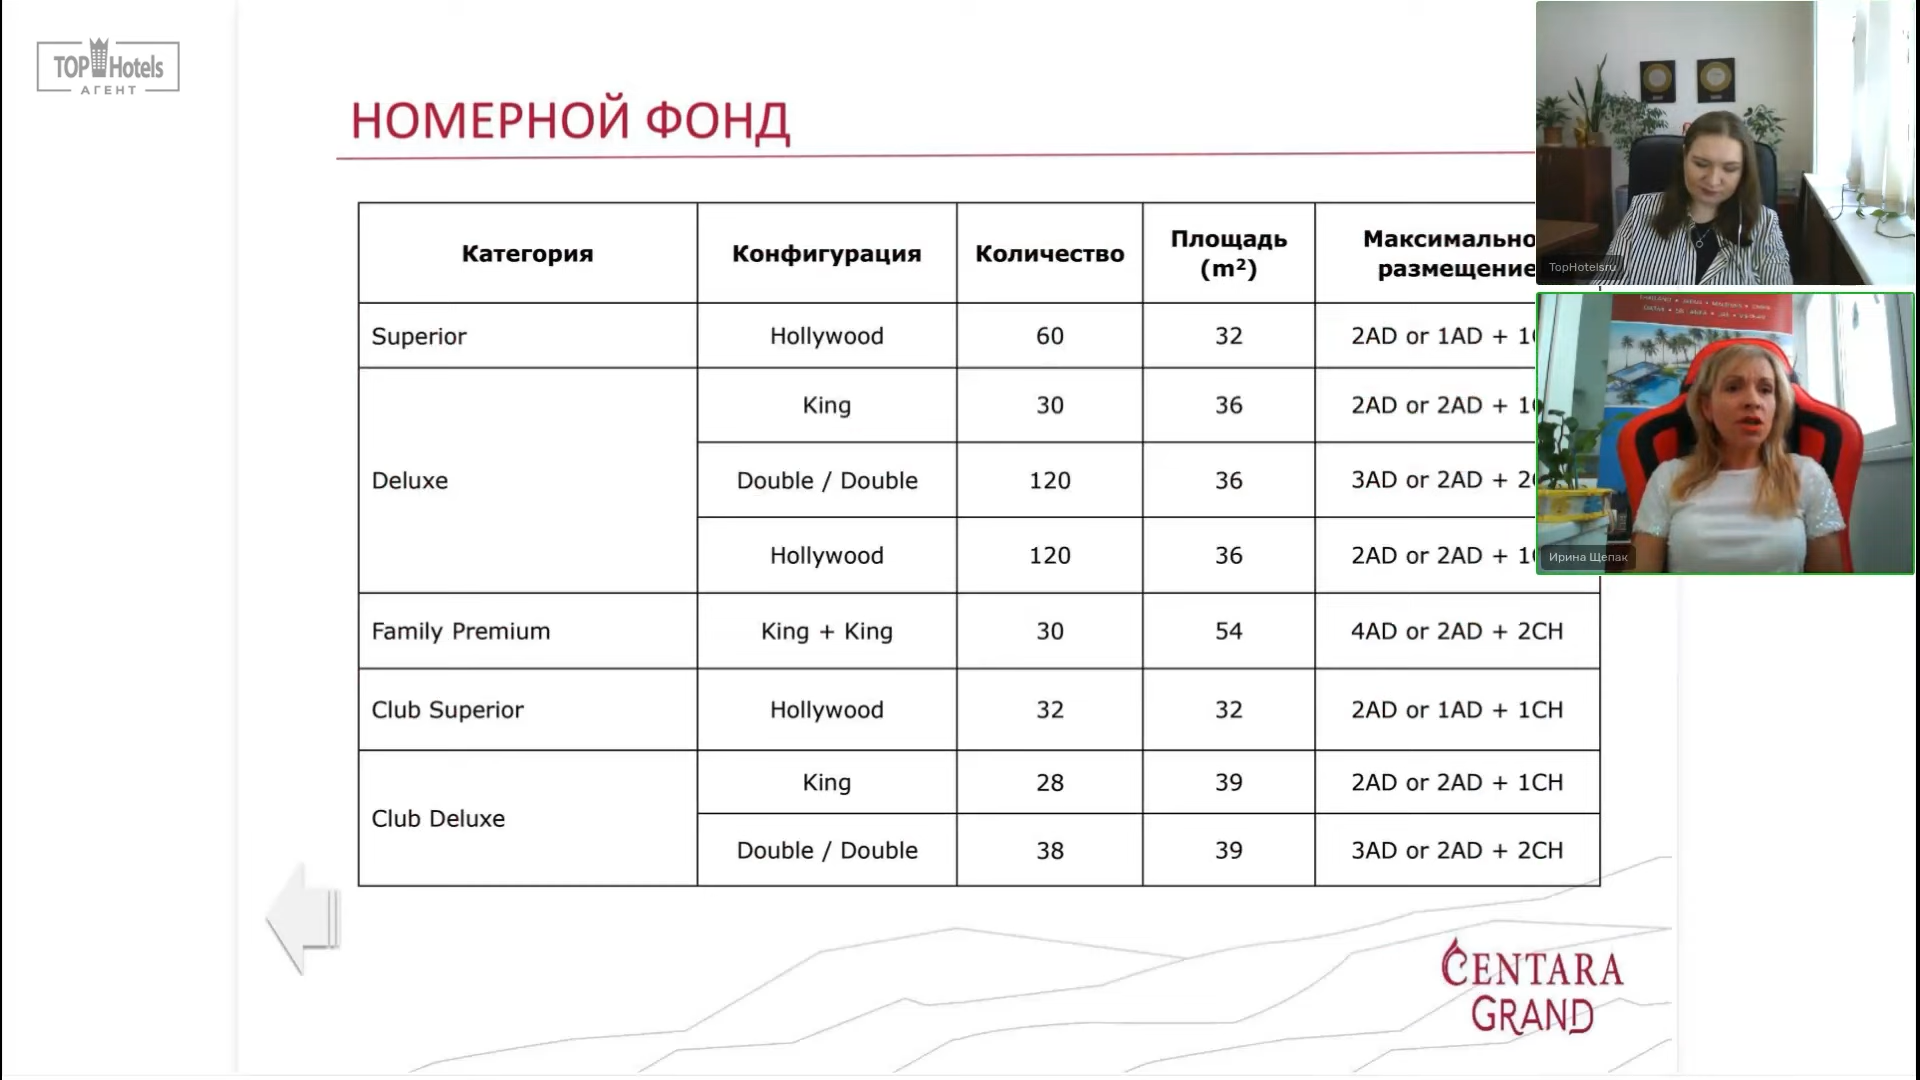 TOP Hotels
АГЕНТ
НОМЕРНОЙ ФОНД
Категория
Конфигурация
Количество
Площадь
(m²)
Максимально
размещение
Superior
Hollywood
60
32
2AD or 1AD + 1
Deluxe
King
30
36
2AD or 2AD + 1
Double / Double
120
36
3AD or 2AD + 2
Hollywood
120
36
2AD or 2AD + 1
Family Premium
King + King
30
54
4AD or 2AD + 2CH
Club Superior
Hollywood
32
32
2AD or 1AD + 1CH
Club Deluxe
King
28
39
2AD or 2AD + 1CH
Double / Double
38
39
3AD or 2AD + 2CH
CENTARA
GRAND
TopHotelsru
Ирина Щепак